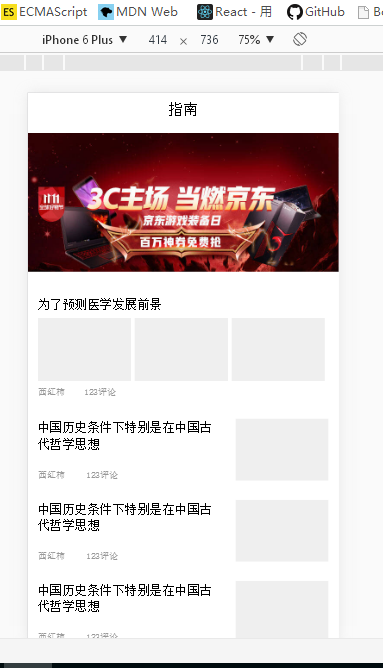 ES ECMAScript MDN Web React - 用 GitHub Bo
iPhone 6 Plus ▼ 414 × 736 75% ▼
指南
11.11
3C主场 当燃京东
京东游戏装备日
百万神券免费抢
为了预测医学发展前景
西红柿 123评论
中国历史条件下特别是在中国古
代哲学思想
西红柿 123评论
中国历史条件下特别是在中国古
代哲学思想
西红柿 123评论
中国历史条件下特别是在中国古
代哲学思想
西红柿 123评论